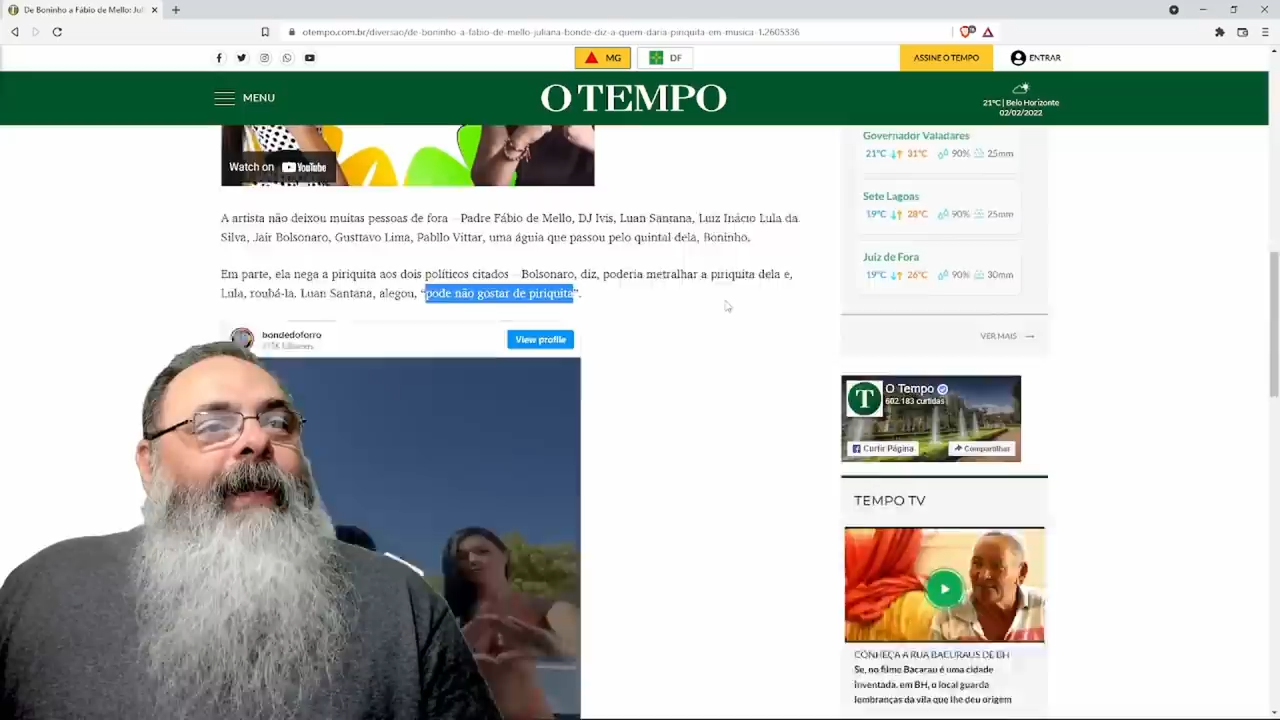 De Boninho a Fábio de Mello: Jul
otempo.com.br/diversao/de-boninho-a-fabio-de-mello-juliana-bonde-diz-a-quem-daria-piriquita-em-musica-1.2605336
MG
DF
ASSINE O TEMPO
ENTRAR
MENU
O TEMPO
21°C | Belo Horizonte
02/02/2022
Watch on YouTube
A artista não deixou muitas pessoas de fora – Padre Fábio de Mello, DJ Ivis, Luan Santana, Luiz Inácio Lula da
Silva, Jair Bolsonaro, Gusttavo Lima, Pabllo Vittar, uma águia que passou pelo quintal dela, Boninho.
Em parte, ela nega a piriquita aos dois políticos citados – Bolsonaro, diz, poderia metralhar a piriquita dela e,
Lula, roubá-la. Luan Santana, alegou, “pode não gostar de piriquita”.
bondedoforro
followers
View profile
Governador Valadares
21°C 31°C 90% 25mm
Sete Lagoas
19°C 28°C 90% 25mm
Juiz de Fora
19°C 26°C 90% 30mm
VER MAIS →
T
O Tempo
602.183 curtidas
Curtir Página
Compartilhar
TEMPO TV
CONHEÇA A RUA BACURAUS DE BH
Se, no filme Bacarau é uma cidade
inventada, em BH, o local guarda
lembranças da vila que lhe deu origem